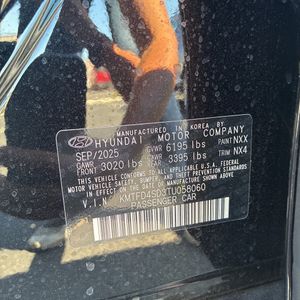 MANUFACTURED IN KOREA BY
HYUNDAI MOTOR COMPANY
SEP/2025 GVWR 6195 lbs PAINT NXX
GAWR FRONT 3020 lbs GAWR REAR 3395 lbs TRIM NX4
THIS VEHICLE CONFORMS TO ALL APPLICABLE U.S.A. FEDERAL
MOTOR VEHICLE SAFETY, BUMPER, AND THEFT PREVENTION STANDARDS
IN EFFECT ON THE DATE OF MANUFACTURE SHOWN ABOVE.
V.I.N.
PASSENGER CAR